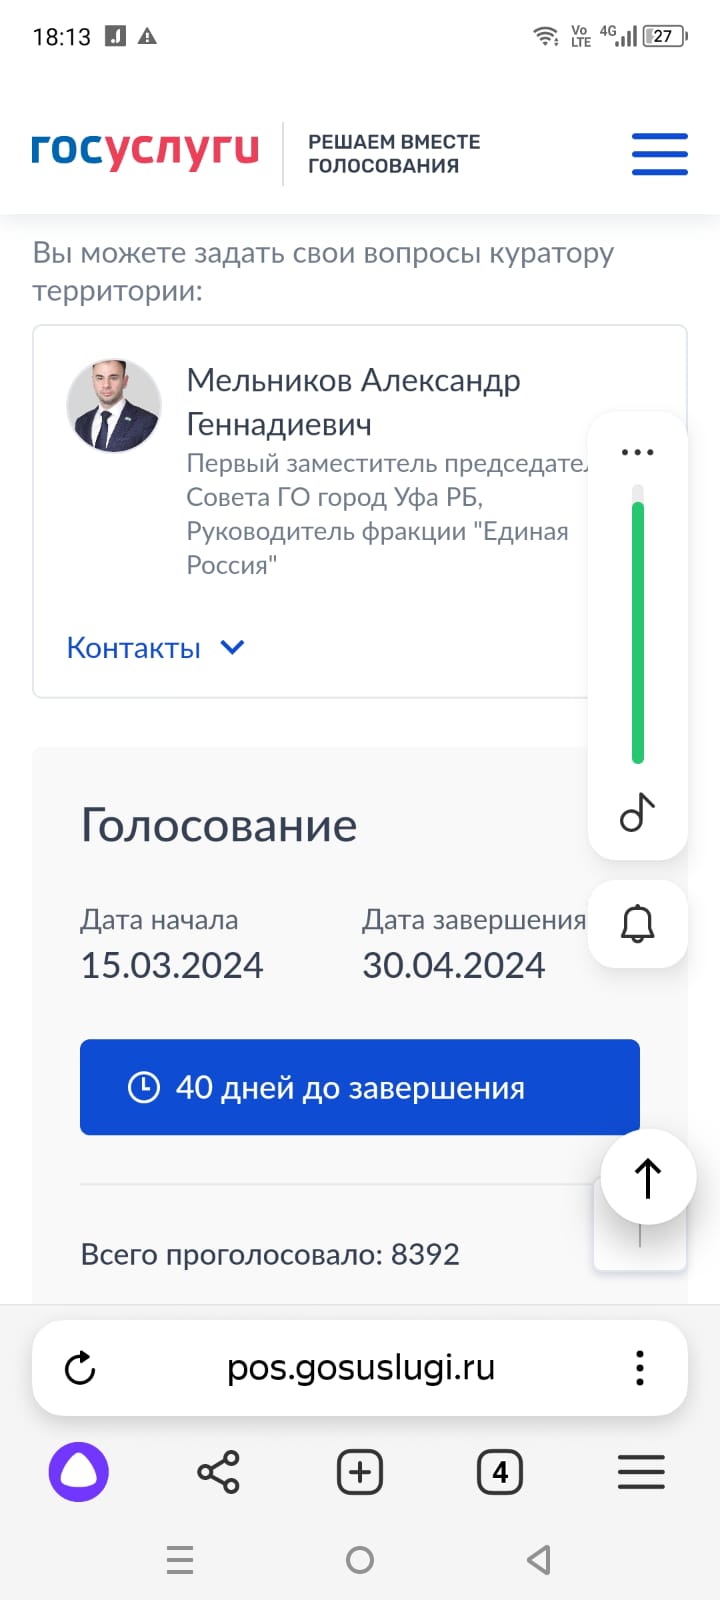 18:13
Vo LTE
4G
27
госуслуги
РЕШАЕМ ВМЕСТЕ
ГОЛОСОВАНИЯ
Вы можете задать свои вопросы куратору
территории:
Мельников Александр
Геннадиевич
Первый заместитель председате
Совета ГО город Уфа РБ,
Руководитель фракции "Единая
Россия"
Контакты
Голосование
Дата начала
Дата завершения
15.03.2024
30.04.2024
40 дней до завершения
Всего проголосовало: 8392
pos.gosuslugi.ru
4